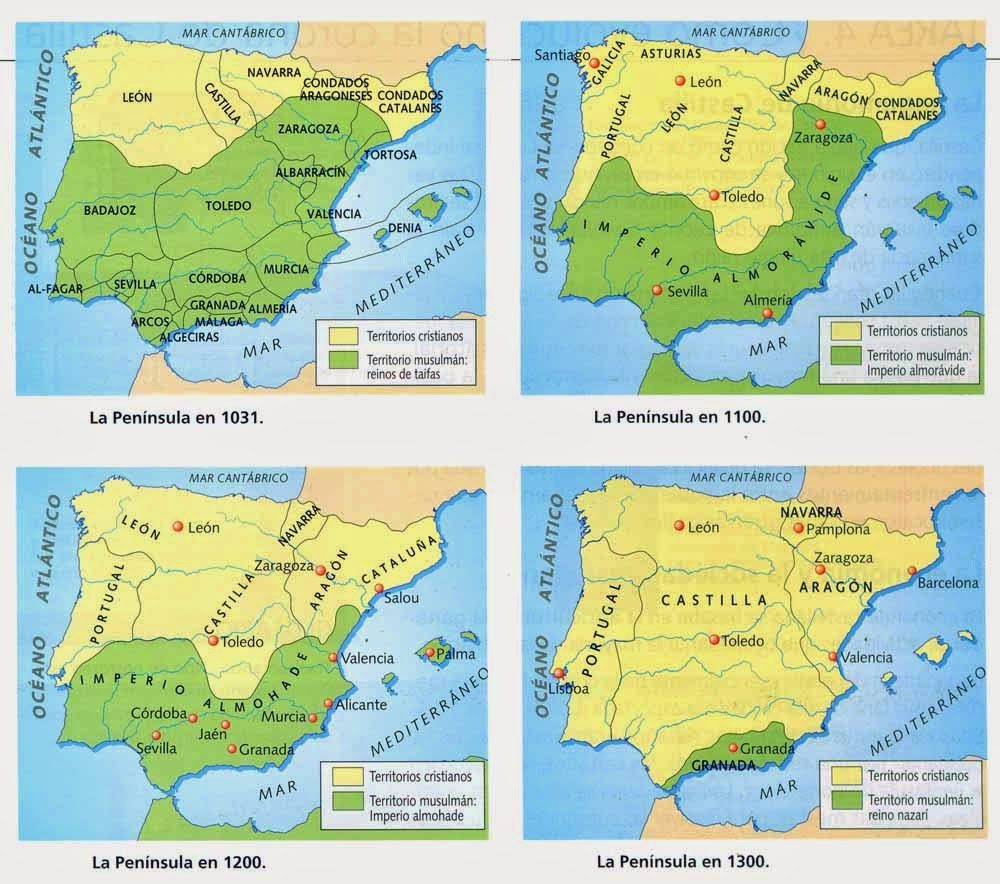 MAR CANTÁBRICO
OCÉANO ATLÁNTICO
LEÓN
CASTILLA
NAVARRA
CONDADOS
ARAGONESES
CONDADOS
CATALANES
ZARAGOZA
TORTOSA
ALBARRACÍN
BADAJOZ
TOLEDO
VALENCIA
DENIA
MURCIA
CÓRDOBA
AL-FAGAR
SEVILLA
GRANADA
ALMERÍA
ARCOS
MÁLAGA
ALGECIRAS
MAR MEDITERRÁNEO
Territorios cristianos
Territorio musulmán:
reinos de taifas
La Península en 1031.
MAR CANTÁBRICO
OCÉANO ATLÁNTICO
Santiago
GALICIA
ASTURIAS
León
NAVARRA
ARAGÓN
CONDADOS
CATALANES
PORTUGAL
LEÓN
CASTILLA
Zaragoza
Toledo
IMPERIO ALMORÁVIDE
Sevilla
Almería
MAR MEDITERRÁNEO
Territorios cristianos
Territorio musulmán:
Imperio almorávide
La Península en 1100.
MAR CANTÁBRICO
OCÉANO ATLÁNTICO
LEÓN
León
NAVARRA
Zaragoza
ARAGÓN
CATALUÑA
Salou
PORTUGAL
CASTILLA
Toledo
Valencia
Palma
IMPERIO ALMOHADE
Alicante
Córdoba
Murcia
Jaén
Sevilla
Granada
MAR MEDITERRÁNEO
Territorios cristianos
Territorio musulmán:
Imperio almohade
La Península en 1200.
MAR CANTÁBRICO
OCÉANO ATLÁNTICO
León
NAVARRA
Pamplona
Zaragoza
ARAGÓN
Barcelona
CASTILLA
PORTUGAL
Toledo
Valencia
Lisboa
Granada
GRANADA
MAR MEDITERRÁNEO
Territorios cristianos
Territorio musulmán:
reino nazarí
La Península en 1300.